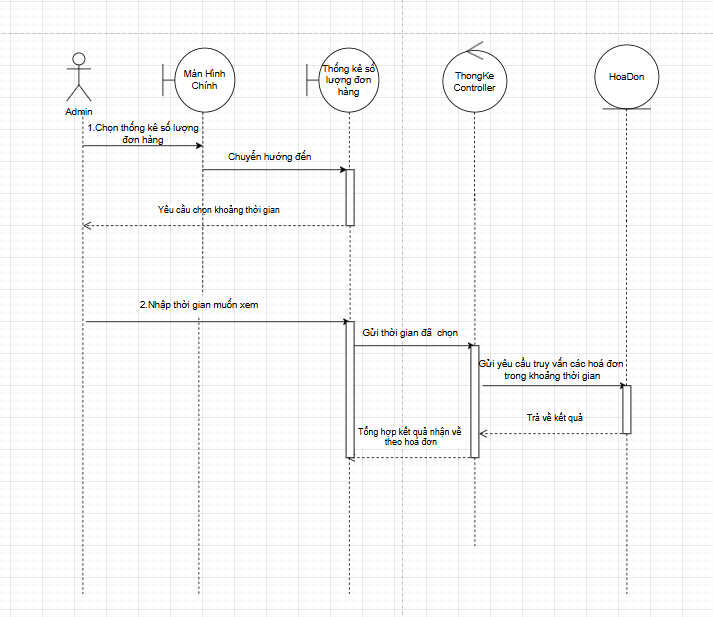 Màn Hình
Chính
Thống kê số
lượng đơn
hàng
ThongKe
Controller
HoaDon
Admin
1.Chọn thống kê số lượng
đơn hàng
Chuyển hướng đến
Yêu cầu chọn khoảng thời gian
2.Nhập thời gian muốn xem
Gửi thời gian đã chọn
Gửi yêu cầu truy vấn các hoá đơn
trong khoảng thời gian
Trả về kết quả
Tổng hợp kết quả nhận về
theo hoá đơn